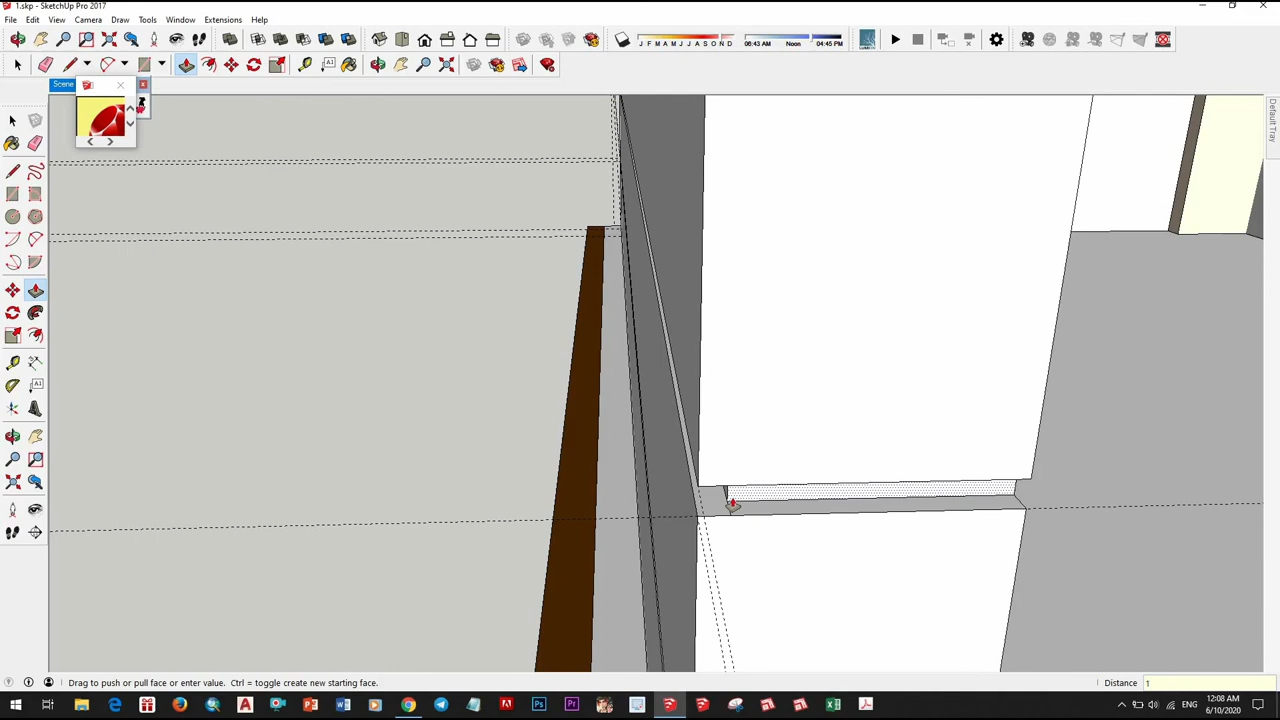 1.skp - SketchUp Pro 2017
File Edit View Camera Draw Tools Window Extensions Help
J F M A M J J A S O N D
06:43 AM Noon 04:45 PM
Scene
Default Tray
Drag to push or pull face or enter value. Ctrl = toggle create new starting face.
Distance 1
12:08 AM
6/10/2020